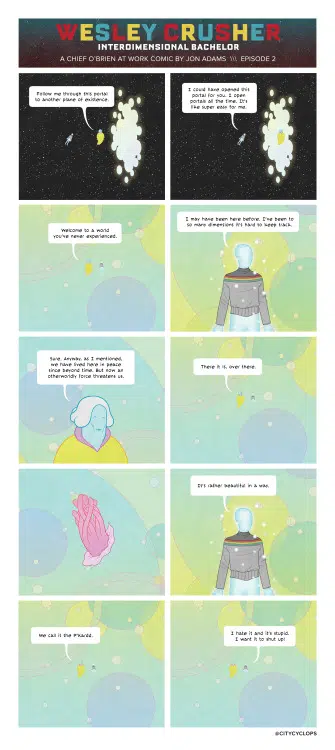 WESLEY CRUSHER
INTERDIMENSIONAL BACHELOR
A CHIEF O'BRIEN AT WORK COMIC BY JON ADAMS \\\ EPISODE 2
Follow me through this portal
to another plane of existence.
I could have opened this
portal for you. I open
portals all the time. It's
like super easy for me.
Welcome to a world
you've never experienced.
I may have been here before. I've been to
so many dimentions it's hard to keep track.
Sure. Anyway, as I mentioned,
we have lived here in peace
since beyond time. But now an
otherworldly force threatens us.
There it is, over there.
It's rather beautiful in a way.
We call it the
I hate it and it's stupid.
I want it to shut up!
@CITYCYCLOPS